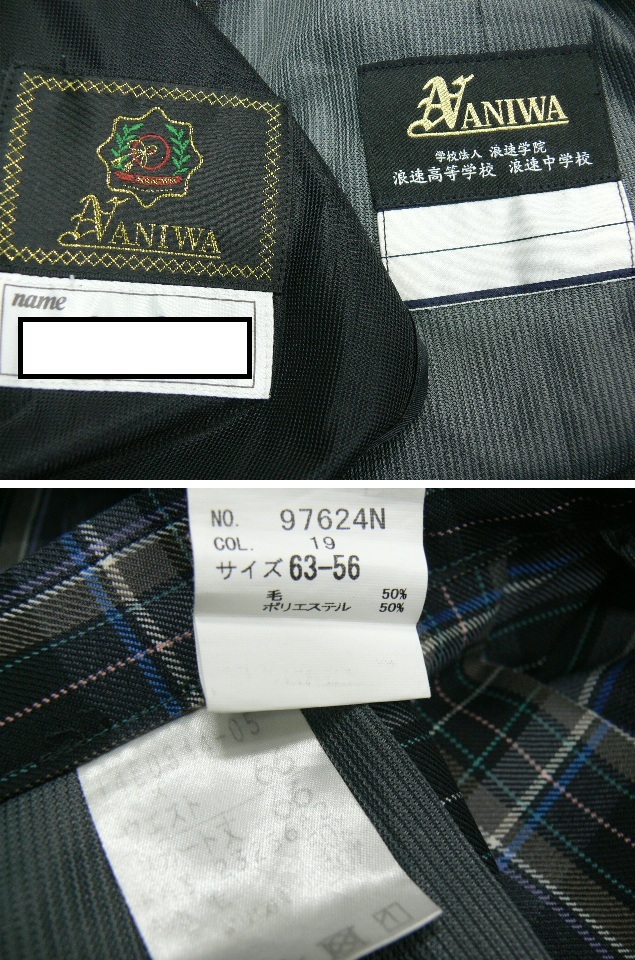 NANIWA
name
NANIWA
学校法人 浪速学院
浪速高等学校 浪速中学校
NO. 97624N
COL. 19
サイズ 63-56
毛 50%
ポリエステル 50%